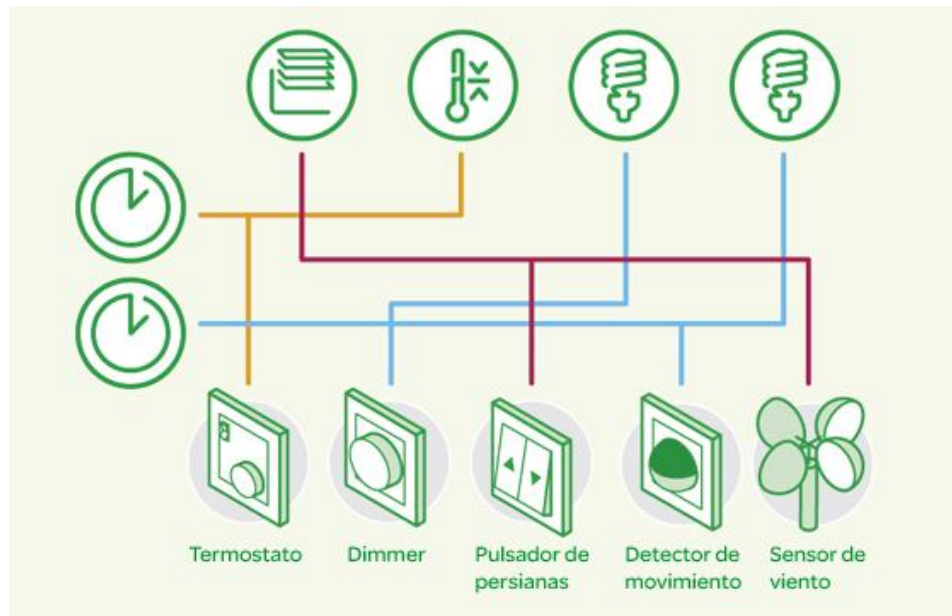 Termostato
Dimmer
Pulsador de
persianas
Detector de
movimiento
Sensor de
viento